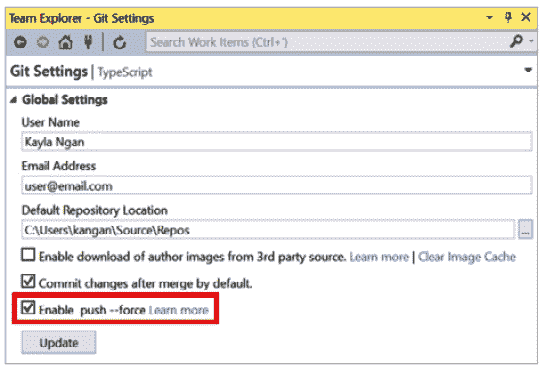 Team Explorer - Git Settings
Search Work Items (Ctrl+')
Git Settings | TypeScript
Global Settings
User Name
Kayla Ngan
Email Address
user@email.com
Default Repository Location
C:\Users\kangan\Source\Repos
...
Enable download of author images from 3rd party source. Learn more | Clear Image Cache
Commit changes after merge by default.
Enable push --force Learn more
Update